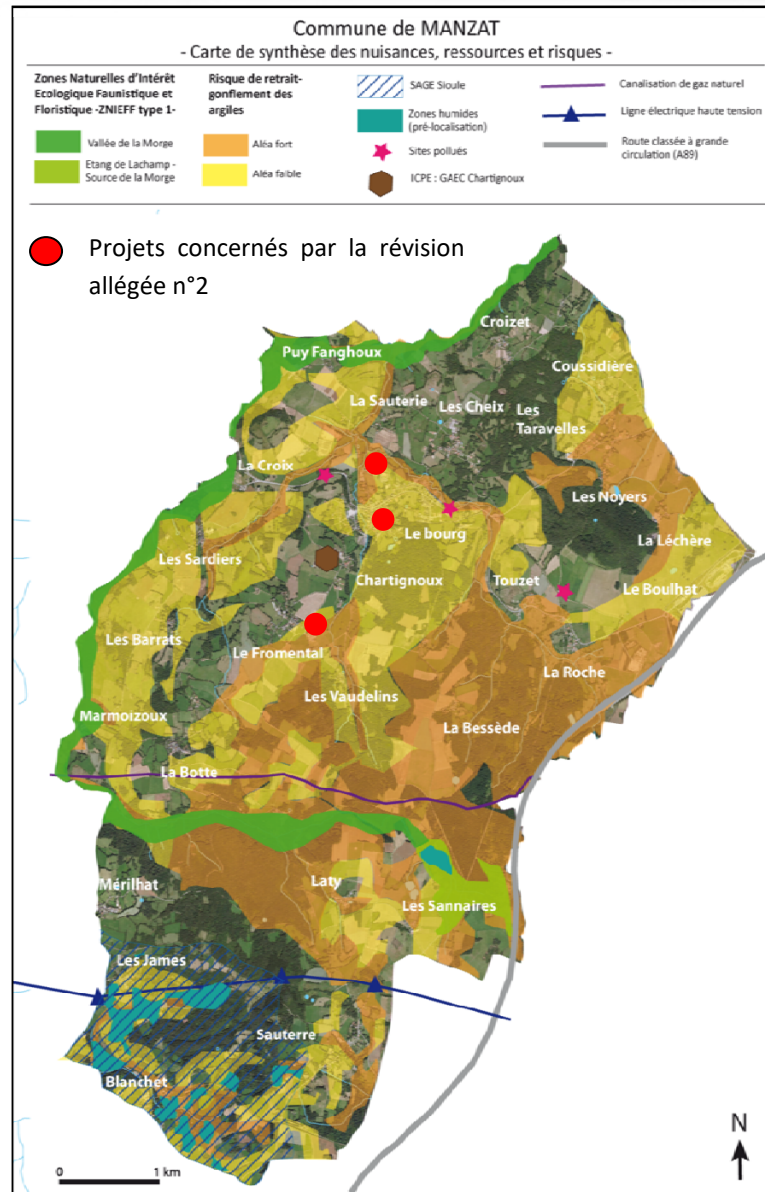 Commune de MANZAT
- Carte de synthèse des nuisances, ressources et risques -
Zones Naturelles d'Intérêt
Ecologique Faunistique et
Floristique -ZNIEFF type 1-
Vallée de la Morge
Etang de Lachamp -
Source de la Morge
Risque de retrait-
gonflement des
argiles
Aléa fort
Aléa faible
SAGE Sioule
Zones humides
(pré-localisation)
Sites pollués
ICPE : GAEC Chartignoux
Canalisation de gaz naturel
Ligne électrique haute tension
Route classée à grande
circulation (A89)
Projets concernés par la révision
allégée n°2
Croizet
Puy Fanghoux
Coussidière
La Sauterie
Les Cheix
Les
Taravelles
La Croix
Les Noyers
Le bourg
La Léchère
Les Sardiers
Chartignoux
Touzet
Le Boulhat
Les Barrats
Le Fromental
La Roche
Les Vaudelins
Marmoizoux
La Bessède
La Botte
Mérilhat
Laty
Les Sannaires
Les James
Sauterre
Blanchet
N
0
1 km